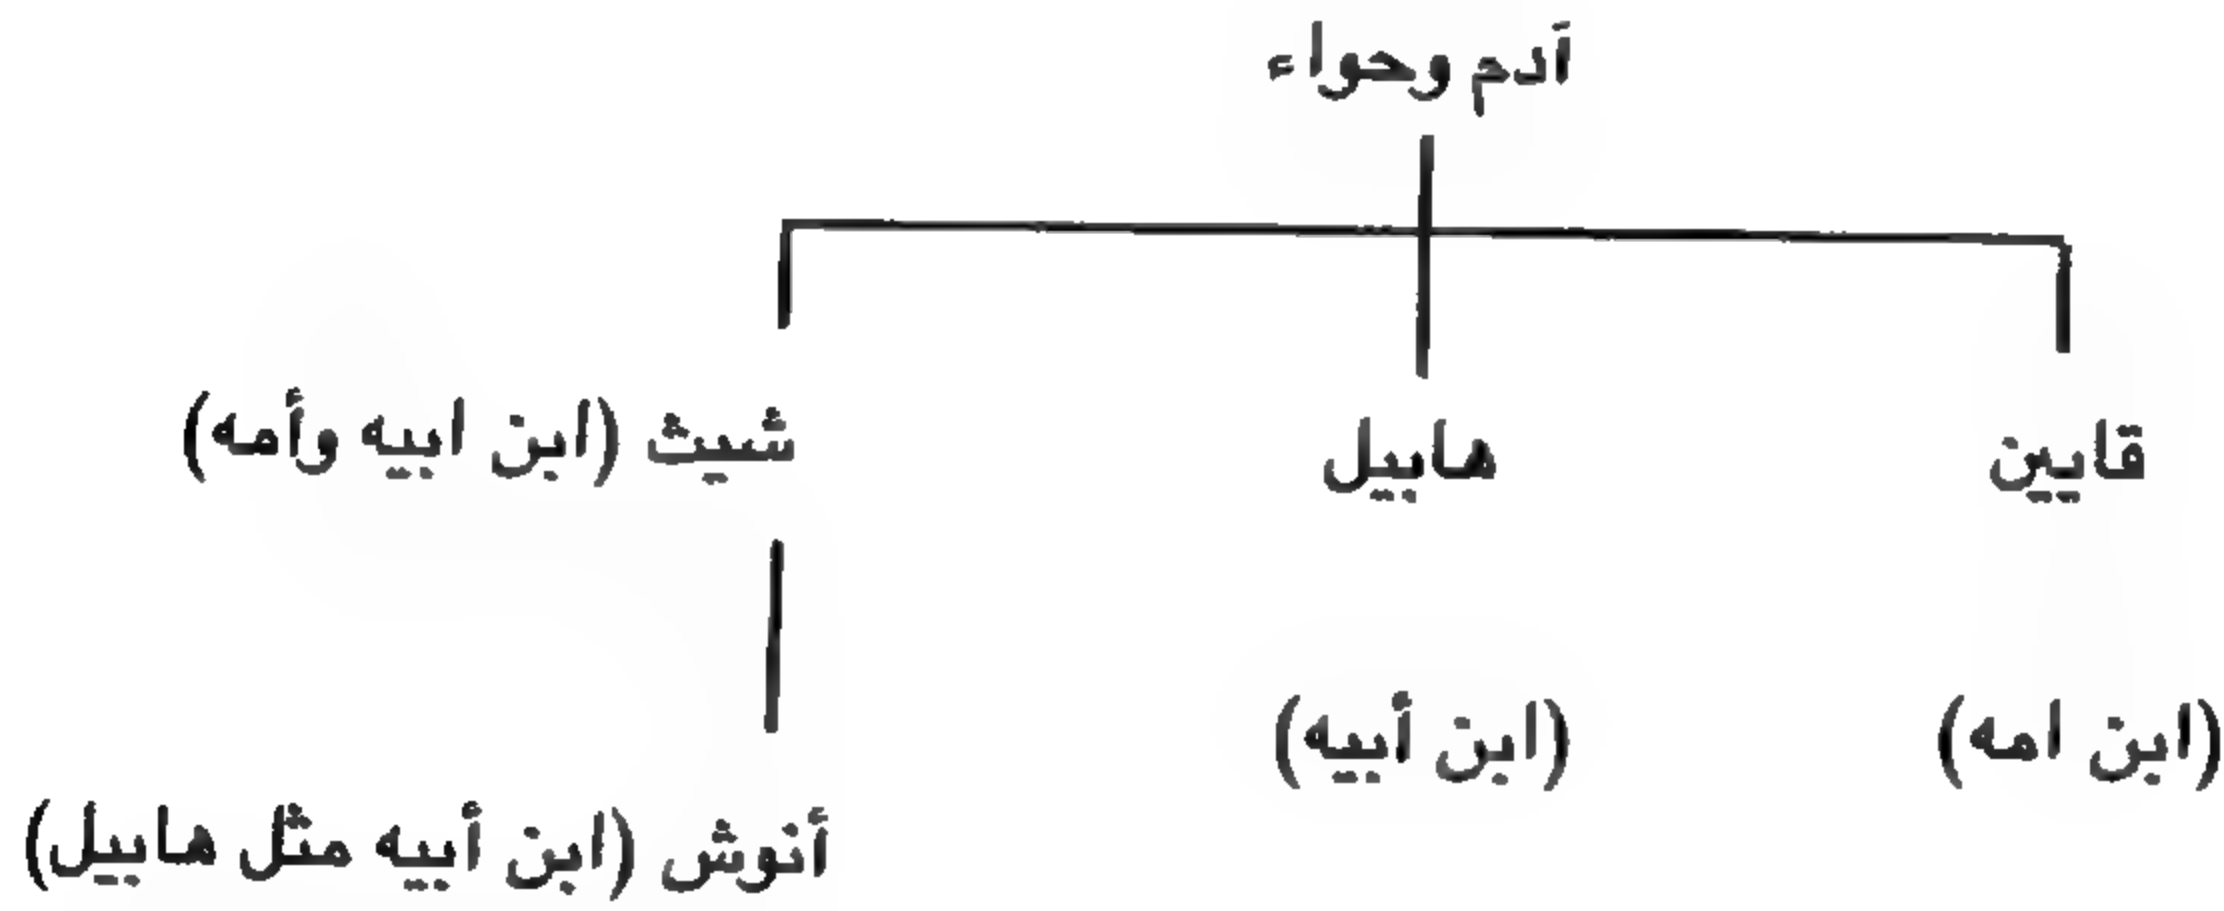 آدم وحواء
قايين
هابيل
شيث (ابن ابيه وأمه)
(ابن امه)
(ابن أبيه)
أنوش (ابن أبيه مثل هابيل)